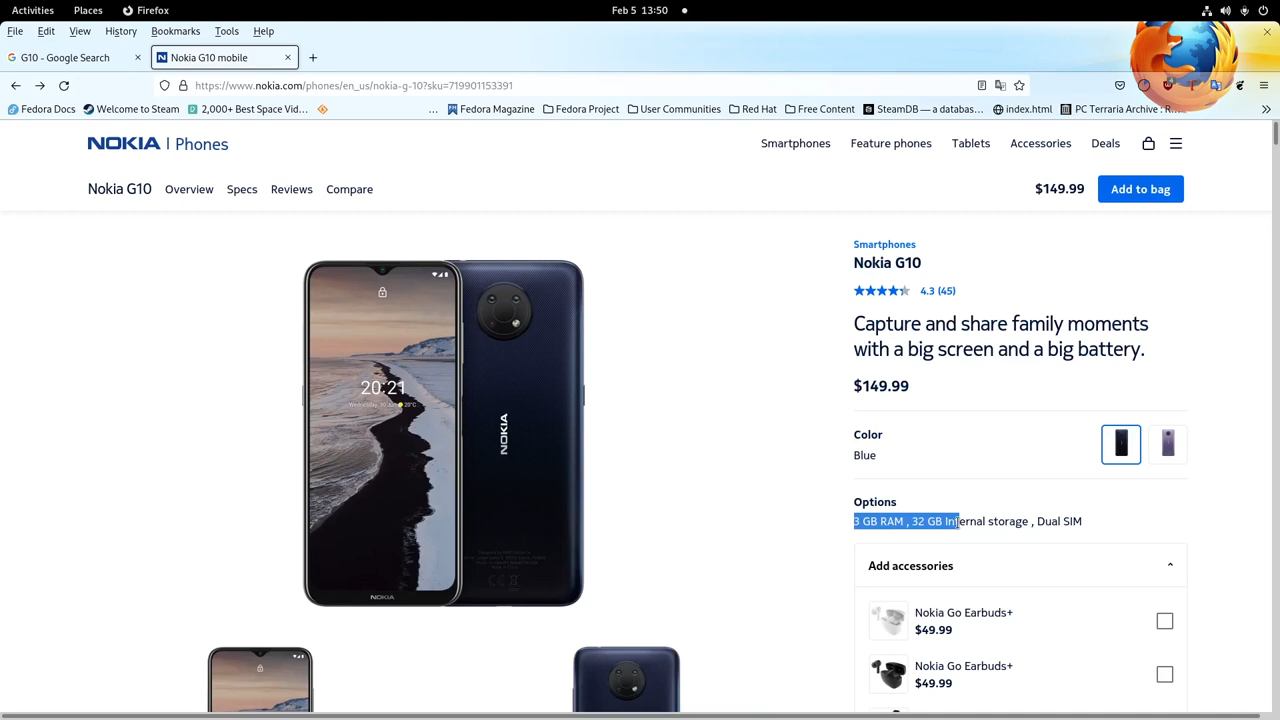 Activities Places Firefox Feb 5 13:50
File Edit View History Bookmarks Tools Help
G10 - Google Search Nokia G10 mobile
https://www.nokia.com/phones/en_us/nokia-g-10?sku=719901153391
Fedora Docs Welcome to Steam 2,000+ Best Space Vid… … Fedora Magazine Fedora Project User Communities Red Hat Free Content SteamDB — a databas… index.html PC Terraria Archive : R…
NOKIA | Phones Smartphones Feature phones Tablets Accessories Deals
Nokia G10 Overview Specs Reviews Compare $149.99 Add to bag
Smartphones
Nokia G10
4.3 (45)
Capture and share family moments
with a big screen and a big battery.
$149.99
Color
Blue
Options
3 GB RAM , 32 GB Internal storage , Dual SIM
Add accessories
Nokia Go Earbuds+
$49.99
Nokia Go Earbuds+
$49.99
20:21
NOKIA
NOKIA